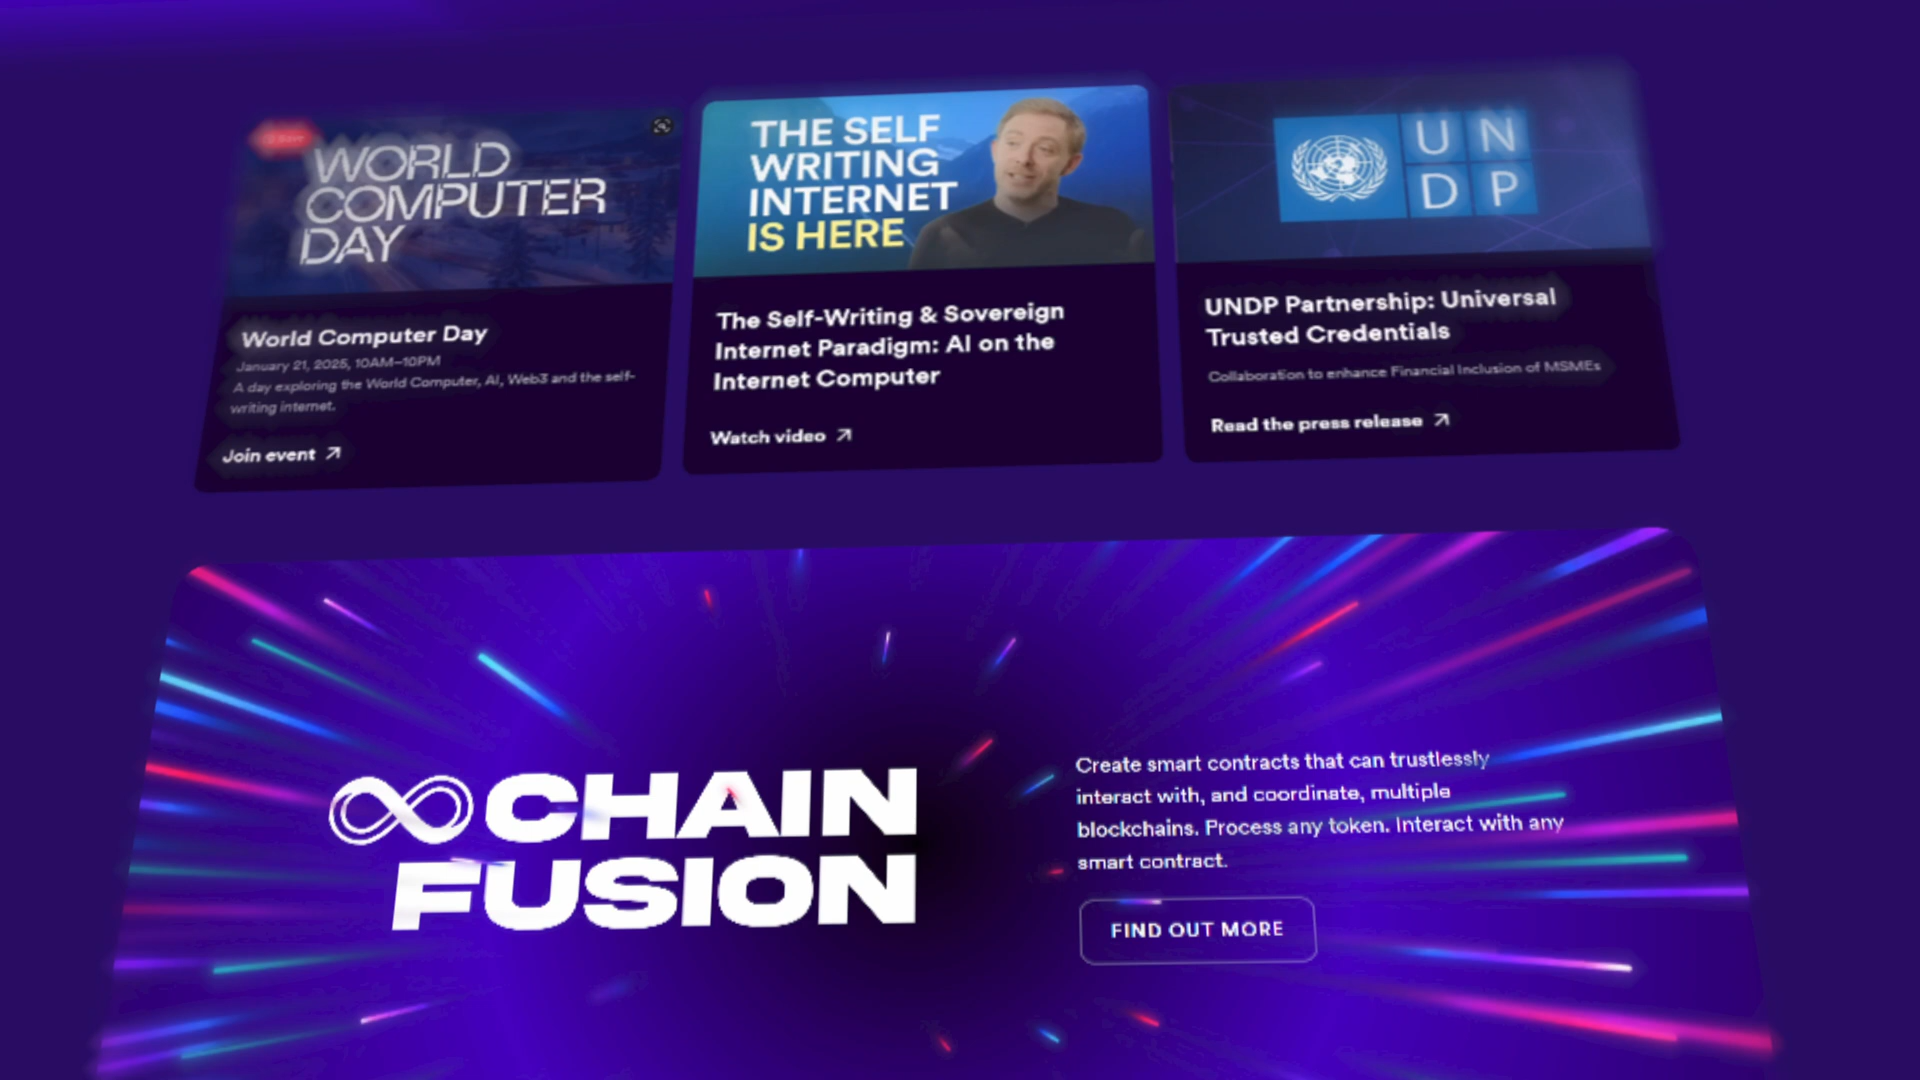 WORLD
COMPUTER
DAY
World Computer Day
January 21, 2025, 10AM–10PM
A day exploring the World Computer, AI, Web3 and the self-
writing internet.
Join event
THE SELF
WRITING
INTERNET
IS HERE
The Self-Writing & Sovereign
Internet Paradigm: AI on the
Internet Computer
Watch video
U N
D P
UNDP Partnership: Universal
Trusted Credentials
Collaboration to enhance Financial Inclusion of MSMEs
Read the press release
CHAIN
FUSION
Create smart contracts that can trustlessly
interact with, and coordinate, multiple
blockchains. Process any token. Interact with any
smart contract.
FIND OUT MORE